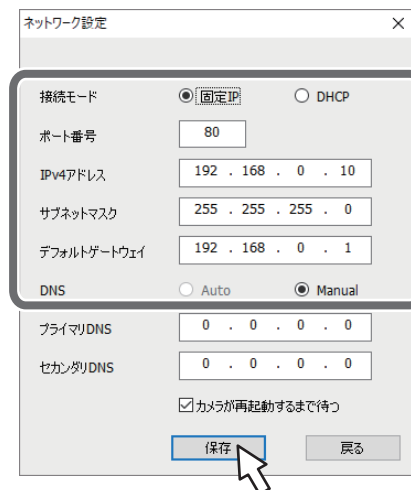 ネットワーク設定
接続モード 固定IP DHCP
ポート番号 80
IPv4アドレス 192 . 168 . 0 . 10
サブネットマスク 255 . 255 . 255 . 0
デフォルトゲートウェイ 192 . 168 . 0 . 1
DNS Auto Manual
プライマリDNS 0 . 0 . 0 . 0
セカンダリDNS 0 . 0 . 0 . 0
カメラが再起動するまで待つ
保存 戻る